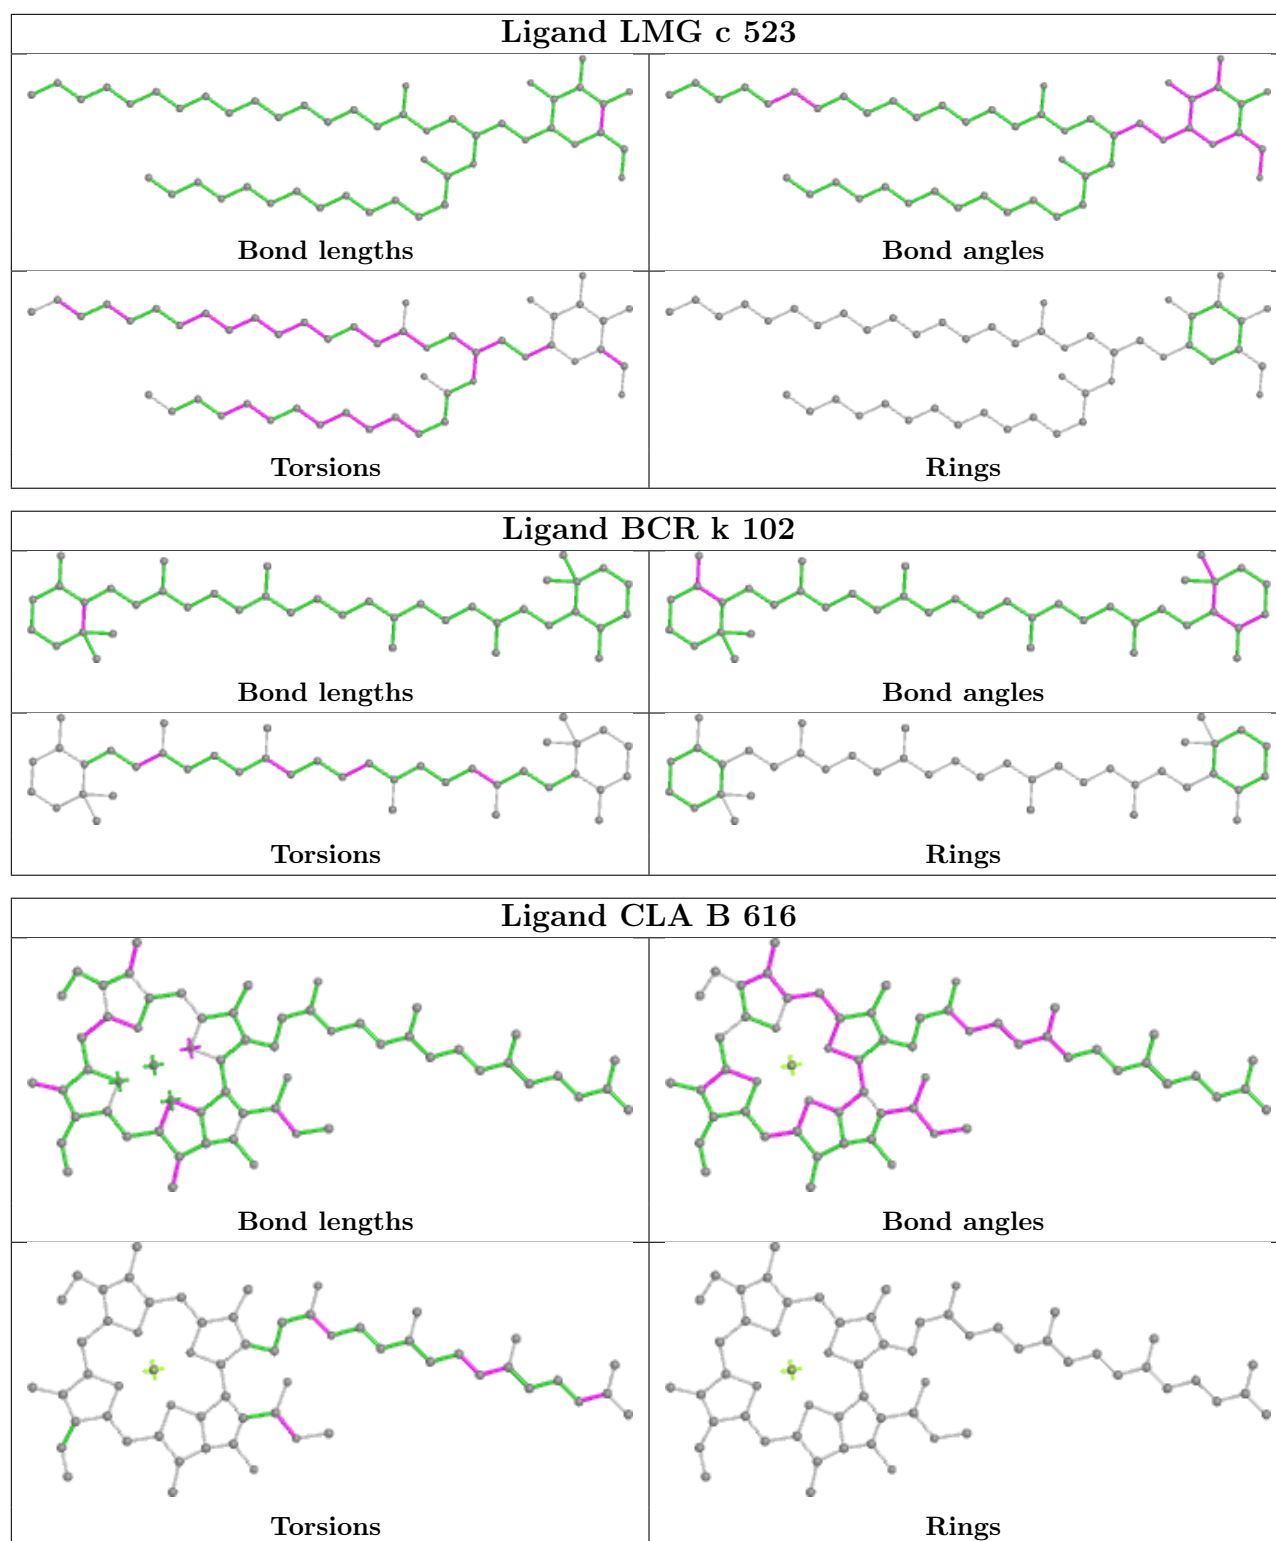 Ligand LMG c 523
Bond lengths
Bond angles
Torsions
Rings
Ligand BCR k 102
Bond lengths
Bond angles
Torsions
Rings
Ligand CLA B 616
Bond lengths
Bond angles
Torsions
Rings